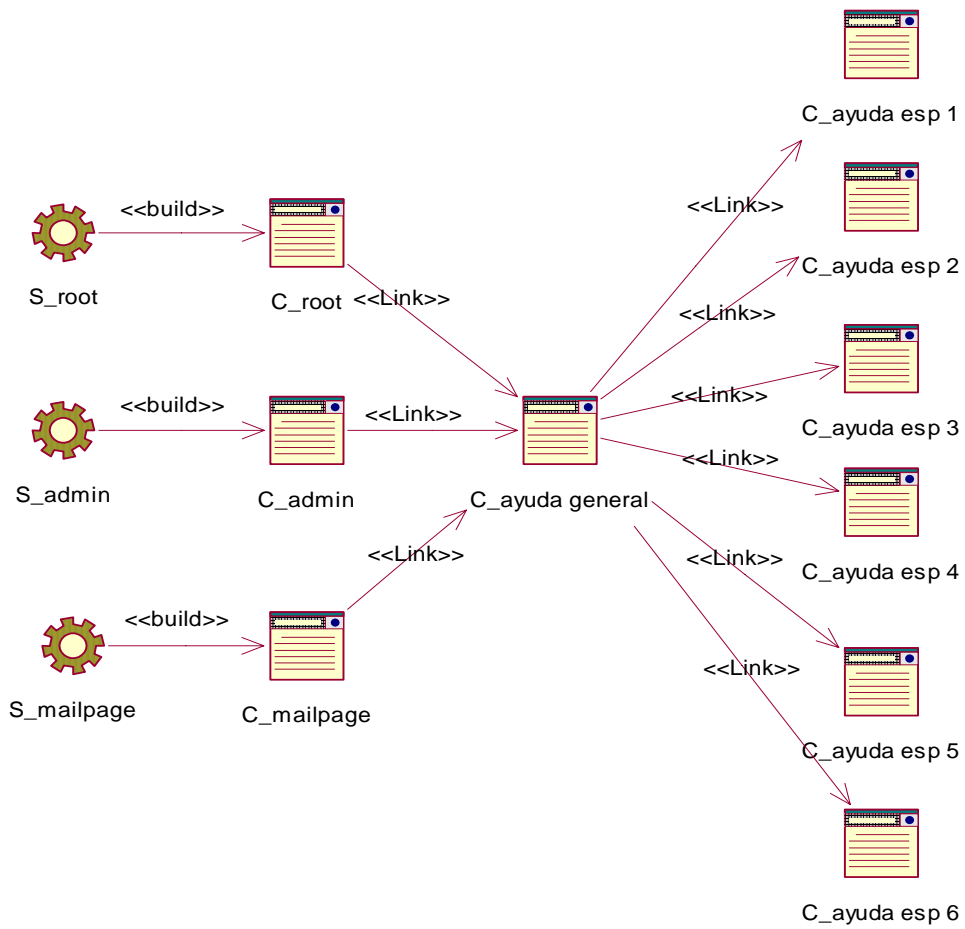 C_ayuda esp 1
<<build>>
<<Link>>
S_root
C_root
<<Link>>
C_ayuda esp 2
<<Link>>
<<build>>
<<Link>>
<<Link>>
C_ayuda esp 3
<<Link>>
S_admin
C_admin
C_ayuda general
<<Link>>
<<Link>>
C_ayuda esp 4
<<build>>
<<Link>>
S_mailpage
C_mailpage
C_ayuda esp 5
C_ayuda esp 6